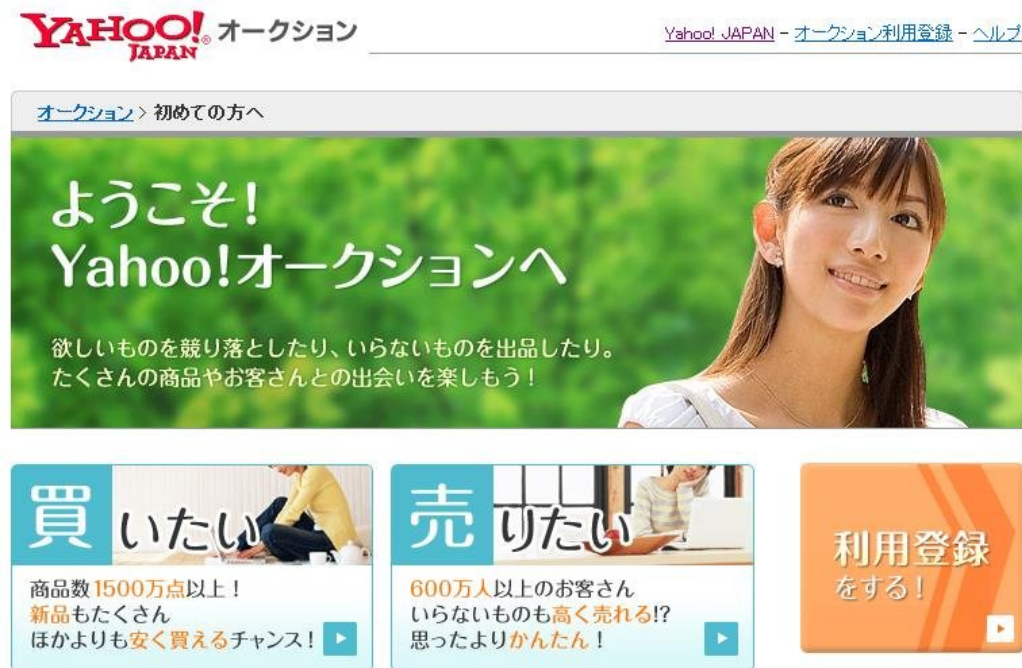 YAHOO! JAPAN オークション
Yahoo! JAPAN - オークション利用登録 - ヘルプ
オークション > 初めての方へ
ようこそ!
Yahoo!オークションへ
欲しいものを競り落としたり、いらないものを出品したり。
たくさんの商品やお客さんとの出会いを楽しもう!
買いたい
商品数1500万点以上!
新品もたくさん
ほかよりも安く買えるチャンス!
売りたい
600万人以上のお客さん
いらないものも高く売れる!?
思ったよりかんたん!
利用登録
をする!